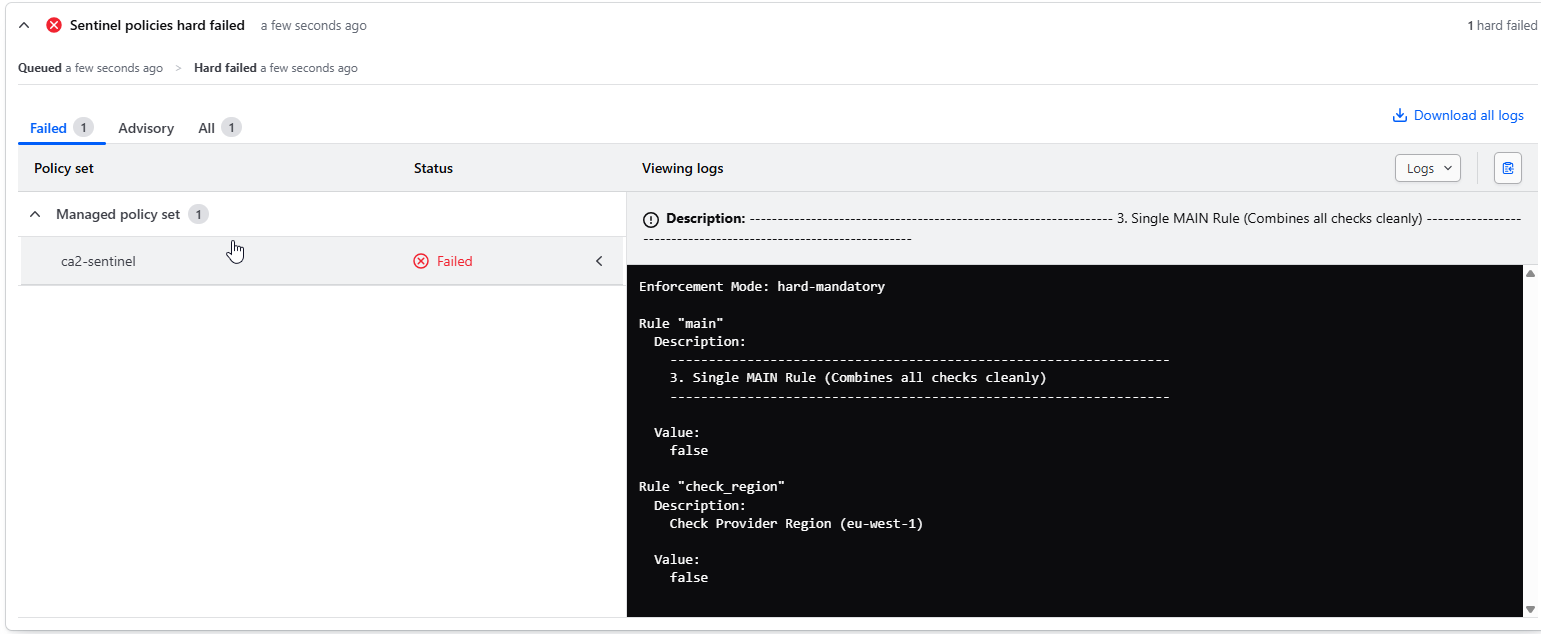 Sentinel policies hard failed a few seconds ago 1 hard failed
Queued a few seconds ago > Hard failed a few seconds ago
Failed 1 Advisory All 1 Download all logs
Policy set Status Viewing logs Logs
Managed policy set 1
ca2-sentinel Failed
Description: ----------------------------------------------------------------- 3. Single MAIN Rule (Combines all checks cleanly) -----------------
------------------------------------------------
Enforcement Mode: hard-mandatory
Rule "main"
Description:
-----------------------------------------------------------------
3. Single MAIN Rule (Combines all checks cleanly)
-----------------------------------------------------------------
Value:
false
Rule "check_region"
Description:
Check Provider Region (eu-west-1)
Value:
false